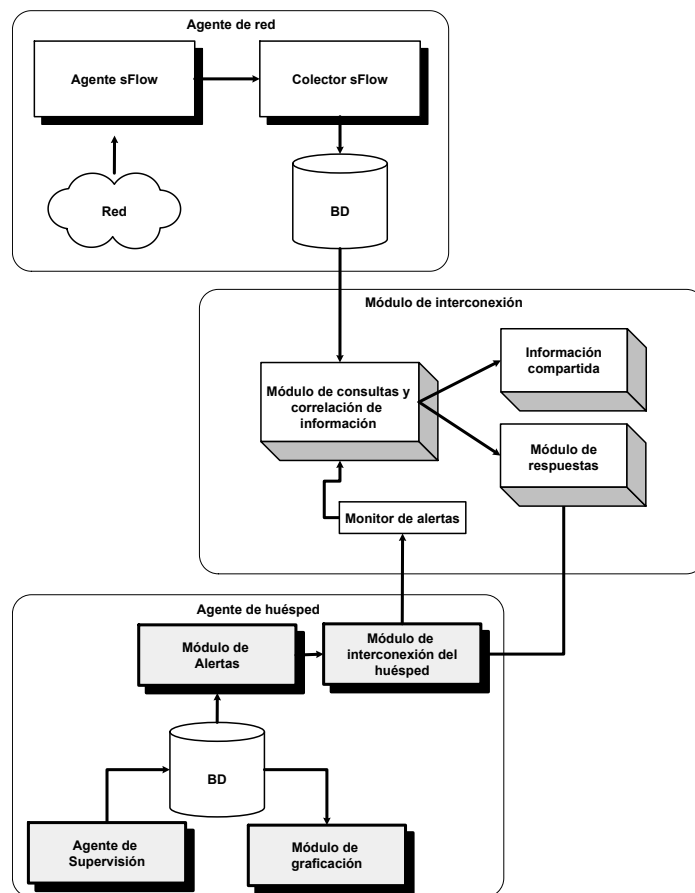 Agente de red
Agente sFlow
Colector sFlow
Red
BD
Módulo de interconexión
Información
compartida
Módulo de consultas y
correlación de
información
Módulo de
respuestas
Monitor de alertas
Agente de huésped
Módulo de
Alertas
Módulo de
interconexión del
huésped
BD
Agente de
Supervisión
Módulo de
graficación